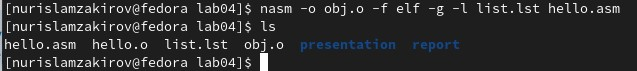 [nurislamzakirov@fedora lab04]$ nasm -o obj.o -f elf -g -l list.lst hello.asm
[nurislamzakirov@fedora lab04]$ ls
hello.asm  hello.o  list.lst  obj.o  presentation  report
[nurislamzakirov@fedora lab04]$